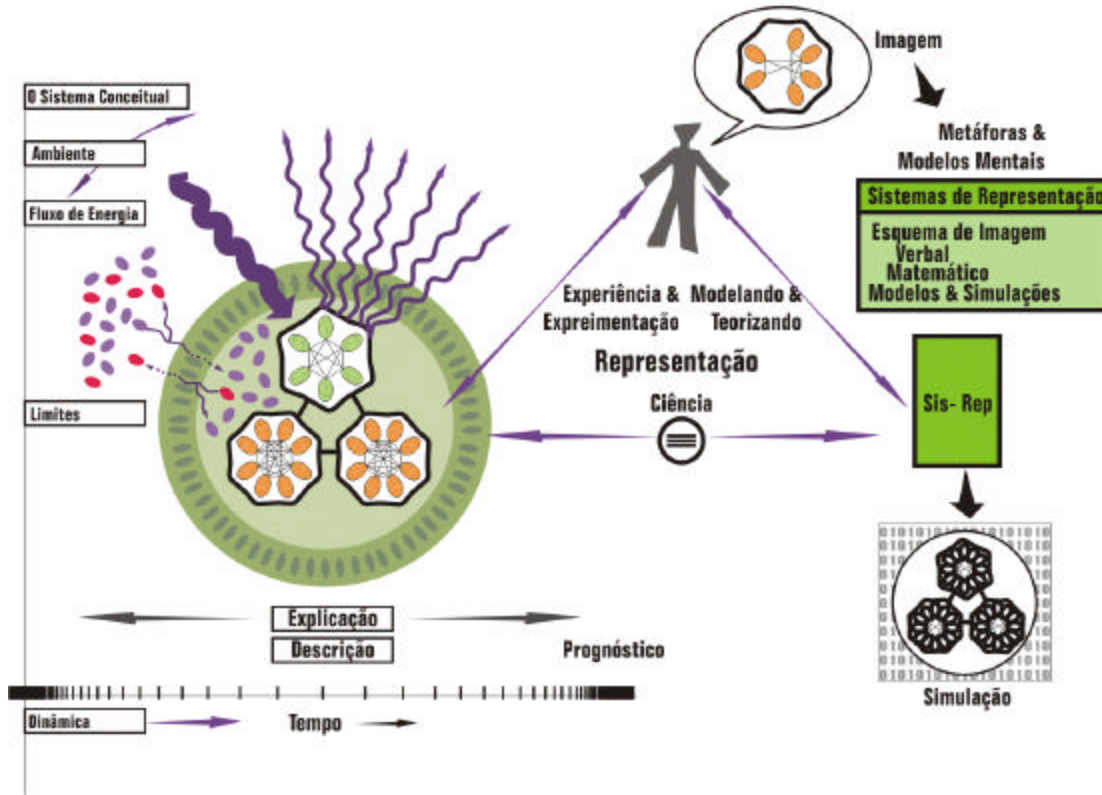 O Sistema Conceitual
Ambiente
Fluxo de Energia
Limites
Imagem
Metáforas &
Modelos Mentais
Sistemas de Representação
Esquema de Imagem
Verbal
Matemático
Modelos & Simulações
Experiência &
Expreimentação
Modelando &
Teorizando
Representação
Ciência
Sis- Rep
01010101010101010
Simulação
Explicação
Descrição
Prognóstico
Dinâmica
Tempo